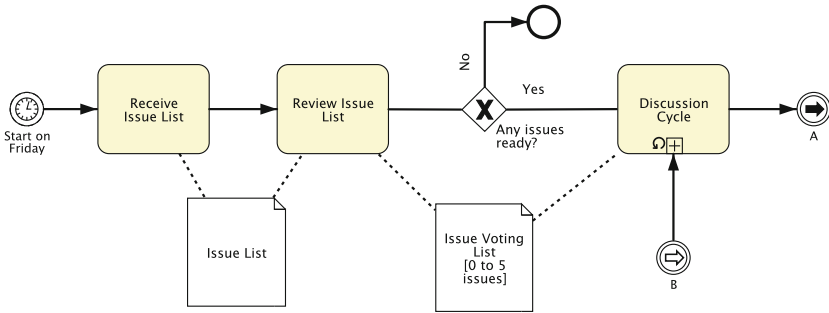 No
Yes
Receive
Issue List
Review Issue
List
Discussion
Cycle
Start on
Friday
Any issues
ready?
A
Issue List
Issue Voting
List
[0 to 5
issues]
B